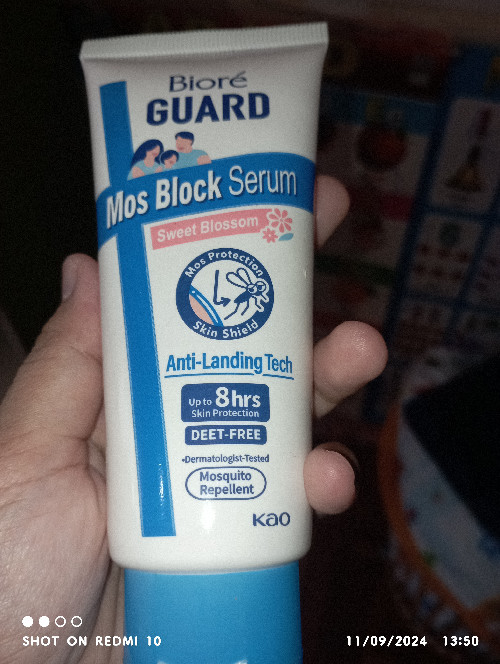 Bioré
GUARD
Mos Block Serum
Sweet Blossom
Mos Protection
Skin Shield
Anti-Landing Tech
Up to 8hrs
Skin Protection
DEET-FREE
•Dermatologist-Tested
Mosquito
Repellent
Kao
SHOT ON REDMI 10
11/09/2024 13:50